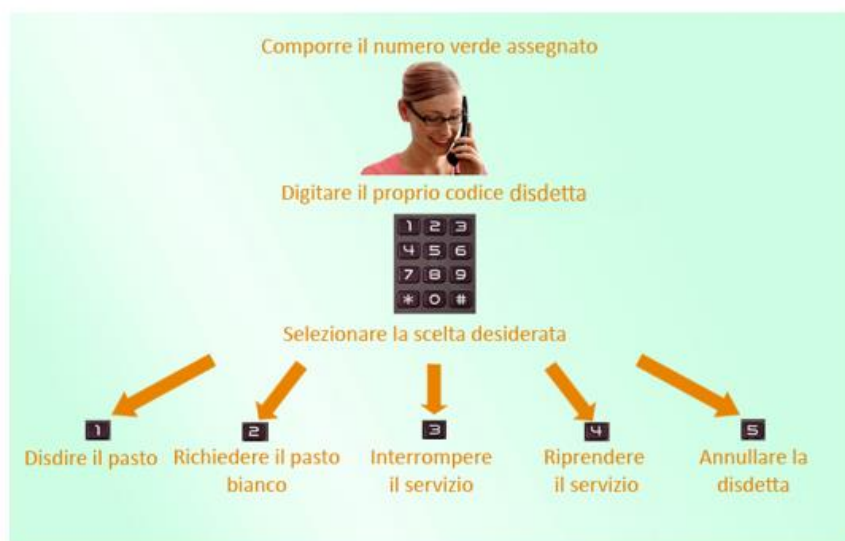 Comporre il numero verde assegnato
Digitare il proprio codice disdetta
1 2 3
4 5 6
7 8 9
* 0 #
Selezionare la scelta desiderata
1
Disdire il pasto
2
Richiedere il pasto
bianco
3
Interrompere
il servizio
4
Riprendere
il servizio
5
Annullare la
disdetta